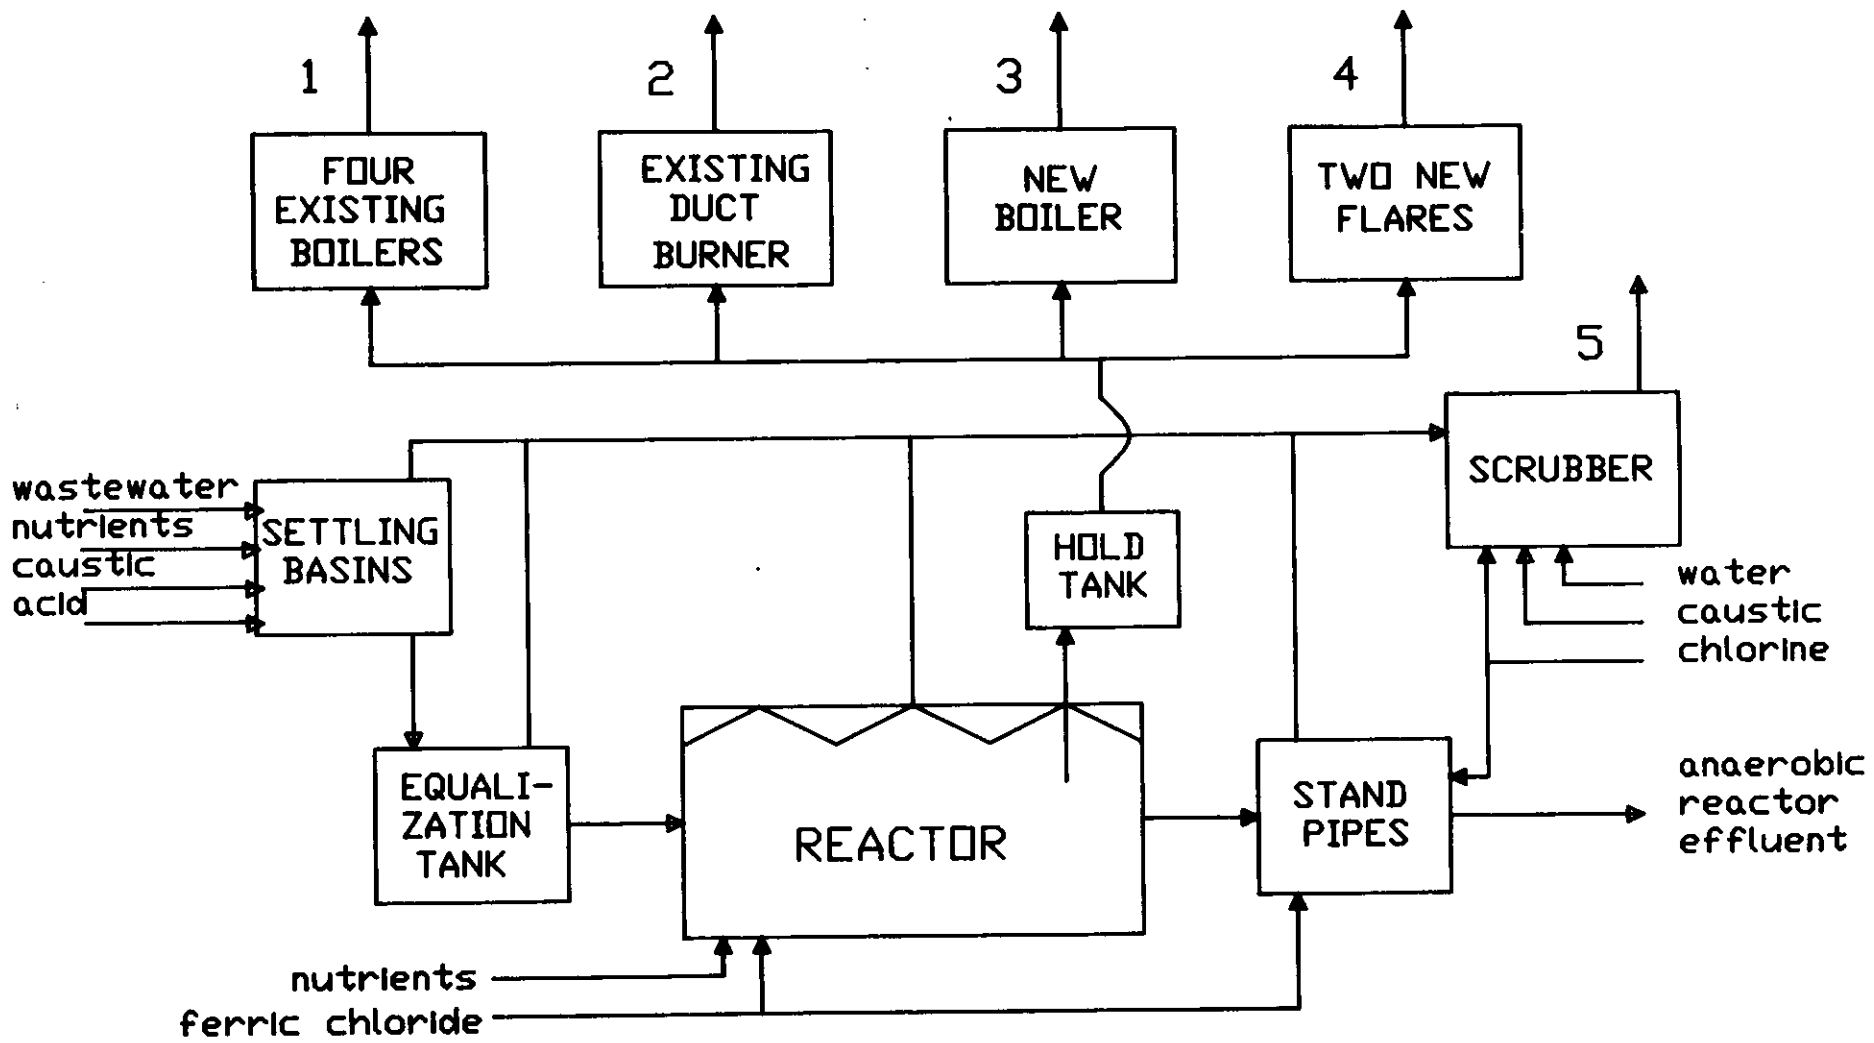 1
2
3
4
FOUR
EXISTING
BOILERS
EXISTING
DUCT
BURNER
NEW
BOILER
TWO NEW
FLARES
5
SCRUBBER
wastewater
nutrients
caustic
acid
SETTLING
BASINS
HOLD
TANK
water
caustic
chlorine
EQUALI-
ZATION
TANK
REACTOR
STAND
PIPES
anaerobic
reactor
effluent
nutrients
ferric chloride